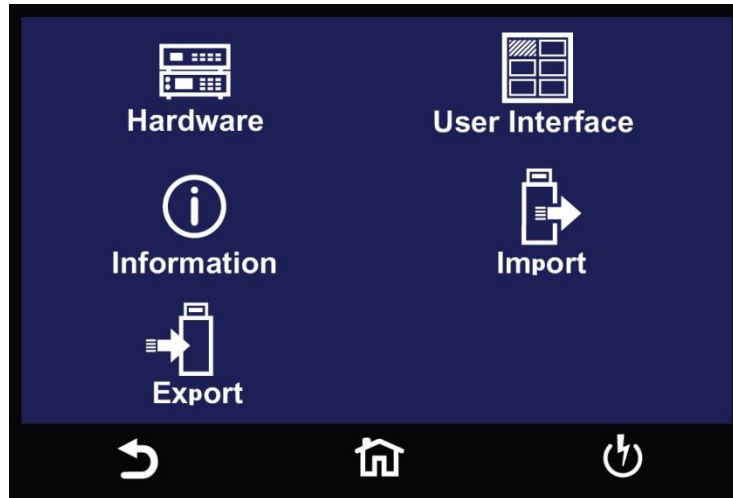 Hardware
User Interface
Information
Import
Export